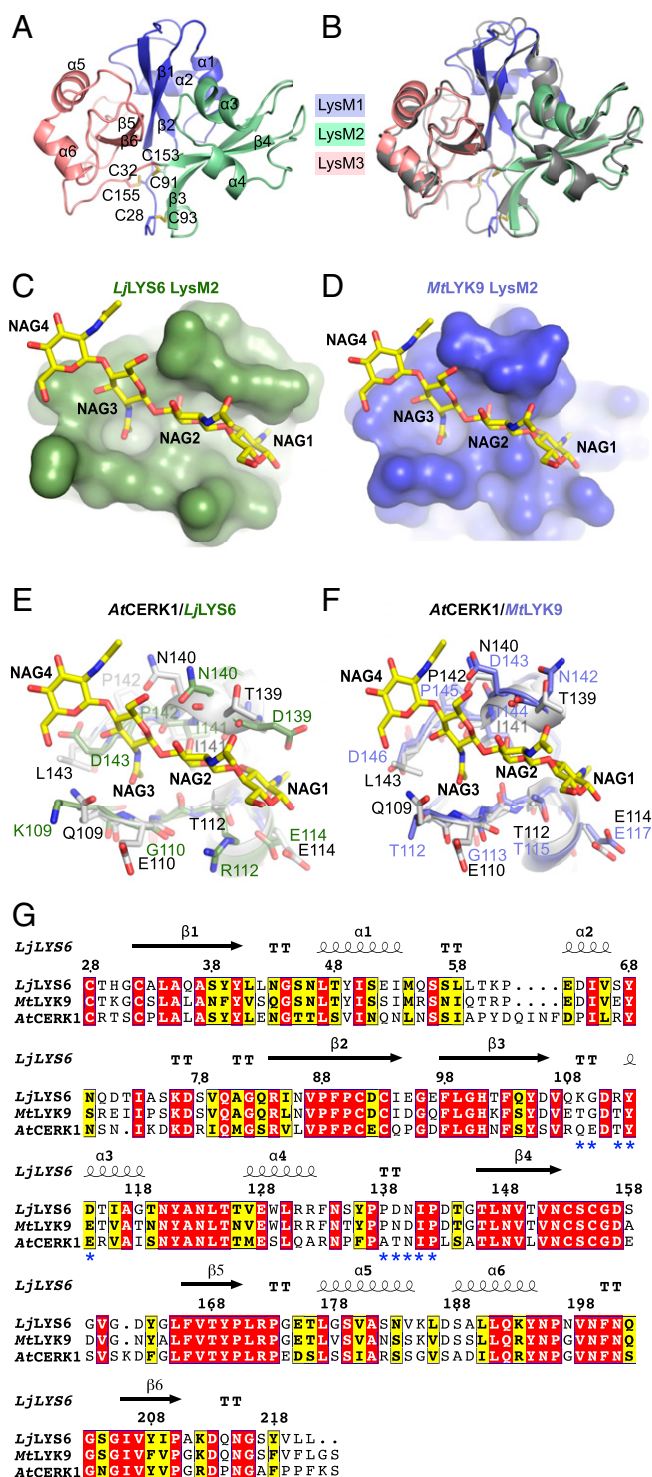 A
B
α5
β1
α1
α2
α3
β5
β6
β2
β4
α6
C153
C32
C91
α4
C155
β3
C28
C93
LysM1
LysM2
LysM3
C
LjLYS6 LysM2
NAG4
NAG3
NAG2
NAG1
D
MtLYK9 LysM2
NAG4
NAG3
NAG2
NAG1
E
AtCERK1/LjLYS6
N140
NAG4
P142
N140
T139
P142
I141
D139
I141
D143
L143
NAG3
NAG2
NAG1
K109
Q109
T112
E114
G110
E114
E110
R112
F
AtCERK1/MtLYK9
N140
D143
NAG4
P142
N142
P145
T139
I144
I141
D146
L143
NAG3
NAG2
NAG1
Q109
E114
T112
E117
T112
G113
T115
E110
G
LjLYS6 β1 TT α1 TT α2
28 38 48 58 68
LjLYS6 CTHGCALAQASYYLLNGSNLTYISEIMQSSLLTKP....EDIVSY
MtLYK9 CTKGCSLALANFYVSQGSNLTYISSIMRSNIQTRP....EDIVEY
AtCERK1 CRTSCPLALASYYLENGTTLSVINQNLNSSIAPYDQINFDPILRY
LjLYS6 TT TT β2 β3 TT
78 88 98 108
LjLYS6 NQDTIASKDSVQAGQRINVPFPCDCIEGEFLGHTFQYDVQKGDRY
MtLYK9 SREIIPSKDSVQAGQRLNVPFPCDCIDGQFLGHKFSYDVETGDTY
AtCERK1 NSN.IKDKDRIQMGSRVLVPFPCECQPGDFLGHNFSYSVRQEDTY
** **
LjLYS6 α3 α4 TT β4
118 128 138 148 158
LjLYS6 DTIAGTNYANLTTVEWLRRFNSYPPDNIPDTGTLNVTVNCSCGDS
MtLYK9 ETVATNNYANLTNVEWLRRFNTYPPNDIPDTGTLNVTVNCSCGDA
AtCERK1 ERVAISNYANLTTMESLQARNPFPATNIPLSATLNVLVNCSCGDE
* *****
LjLYS6 β5 TT α5 α6 TT
168 178 188 198
LjLYS6 GVG.DYGLFVTYPLRPGETLGSVASNVKLDSALLQKYNPNVNFNQ
MtLYK9 DVG.NYALFVTYPLRPGETLVSVANSSKVDSSLLQRYNPGVNFNQ
AtCERK1 SVSKDFGLFVTYPLRPEDSLSSIARSSGVSADILQRYNPGVNFNS
LjLYS6 β6 TT
208 218
LjLYS6 GSGIVYIPAKDQNGSYVLL..
MtLYK9 GSGIVFVPGKDQNGSFVFLGS
AtCERK1 GNGIVYVPGRDPNGAFPPFKS